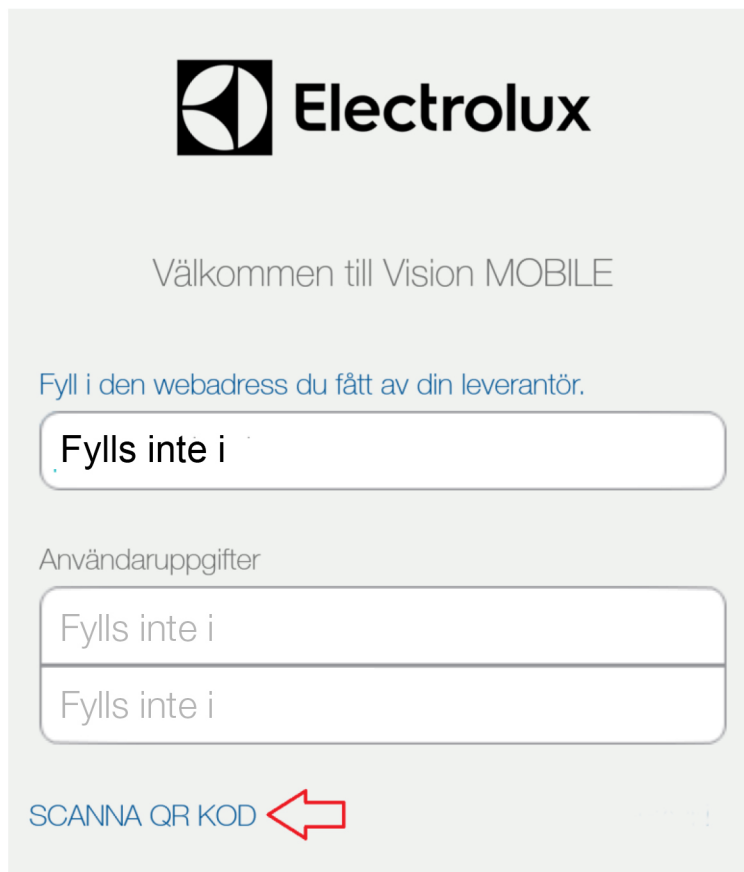 Electrolux
Välkommen till Vision MOBILE
Fyll i den webadress du fått av din leverantör.
Fylls inte i
Användaruppgifter
Fylls inte i
Fylls inte i
SCANNA QR KOD